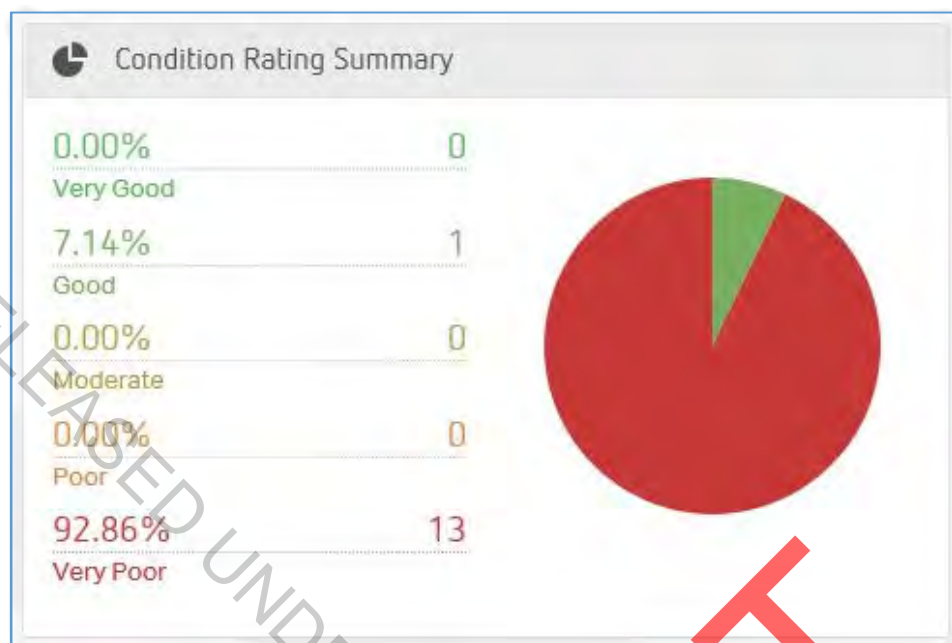 Condition Rating Summary
0.00% 0
Very Good
7.14% 1
Good
0.00% 0
Moderate
0.00% 0
Poor
92.86% 13
Very Poor